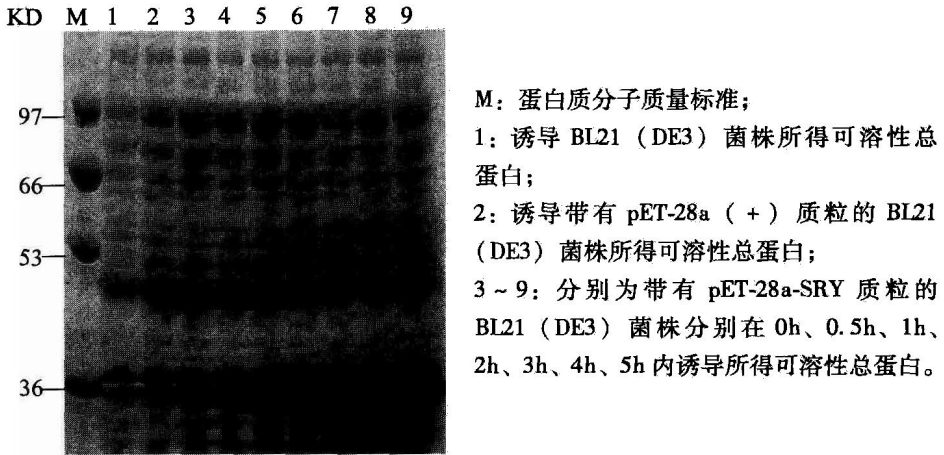 KD M 1 2 3 4 5 6 7 8 9
97
66
53
36
M：蛋白质分子质量标准；
1：诱导 BL21（DE3）菌株所得可溶性总
蛋白；
2：诱导带有 pET-28a（+）质粒的 BL21
（DE3）菌株所得可溶性总蛋白；
3～9：分别为带有 pET-28a-SRY 质粒的
BL21（DE3）菌株分别在 0h、0.5h、1h、
2h、3h、4h、5h 内诱导所得可溶性总蛋白。